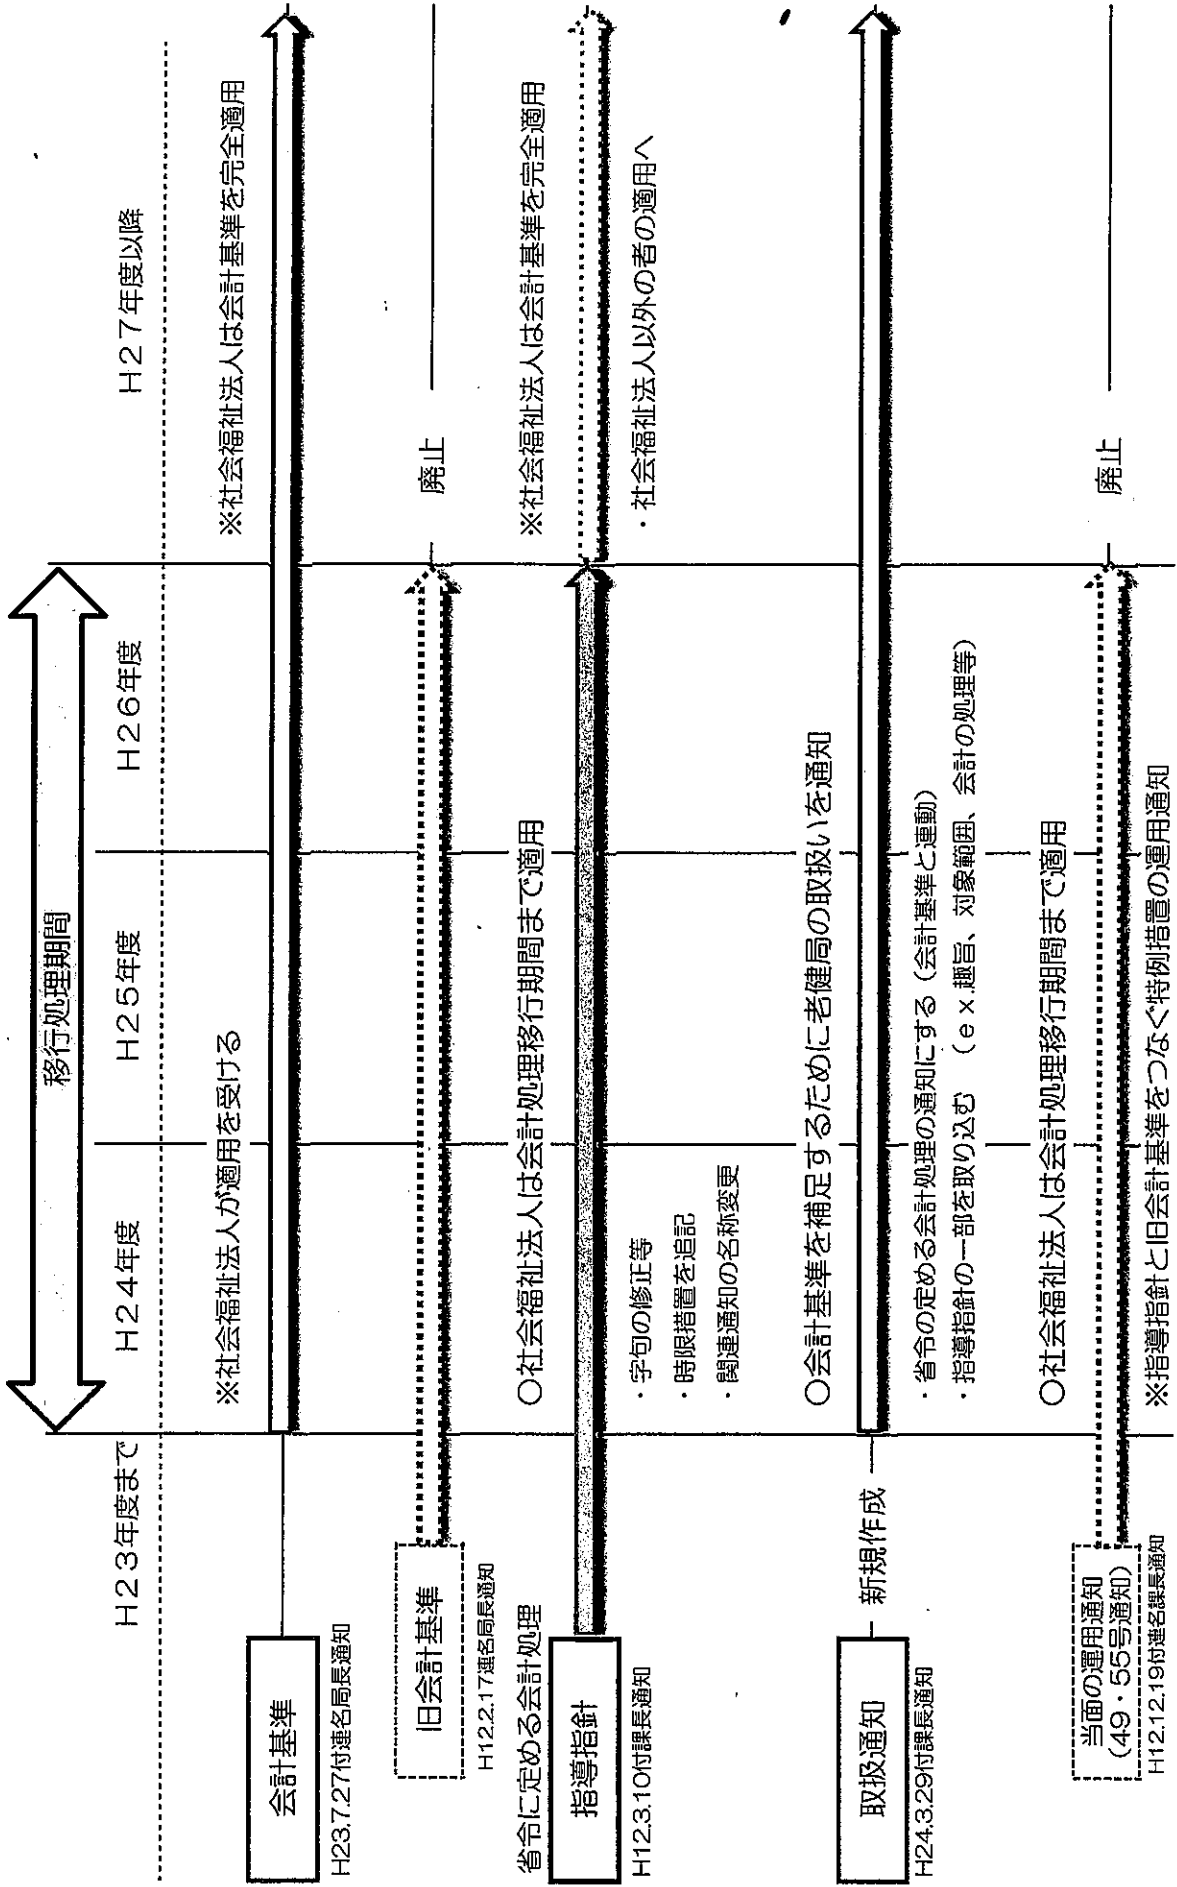 移行処理期間
H23年度まで
H24年度
H25年度
H26年度
H27年度以降
会計基準
H23.7.27付連名局長通知
※社会福祉法人が適用を受ける
※社会福祉法人は会計基準を完全適用
旧会計基準
H12.2.17連名局長通知
廃止
省令に定める会計処理
指導指針
H12.3.10付課長通知
○社会福祉法人は会計処理移行期間まで適用
・字句の修正等
・時限措置を追記
・関連通知の名称変更
※社会福祉法人は会計基準を完全適用
・社会福祉法人以外の者の適用へ
取扱通知
H24.3.29付課長通知
新規作成
○会計基準を補足するために老健局の取扱いを通知
・省令の定める会計処理の通知にする（会計基準と連動）
・指導指針の一部を取り込む （ex.趣旨、対象範囲、会計の処理等）
当面の運用通知
（49・55号通知）
H12.12.19付連名課長通知
○社会福祉法人は会計処理移行期間まで適用
※指導指針と旧会計基準をつなぐ特例措置の運用通知
廃止